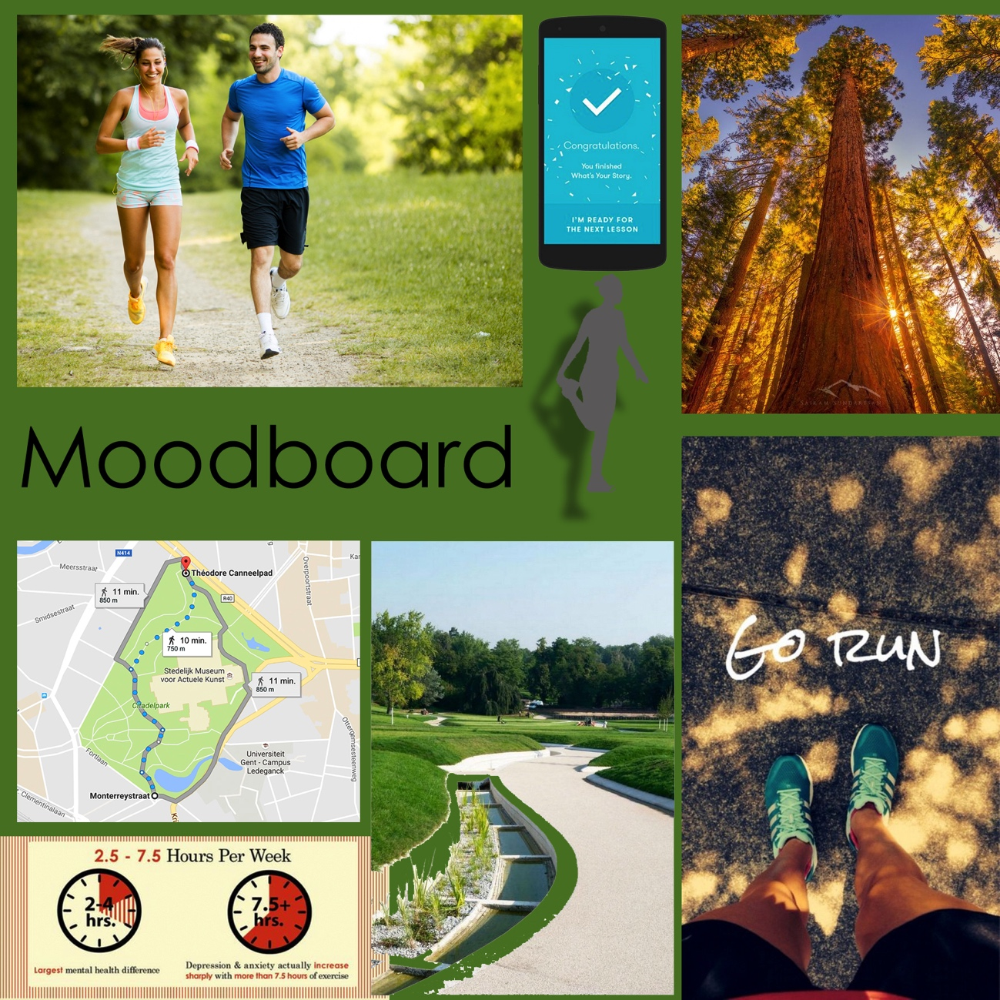 Congratulations.
You finished
What's Your Story.
I'M READY FOR
THE NEXT LESSON
SAIKAM SUNDARESAN
Moodboard
GO RUN
N414
Meersstraat
Théodore Canneelpad
Overpoortstraat
11 min.
850 m
R40
Smidsestraat
10 min.
750 m
Stedelijk Museum
voor Actuele Kunst
11 min.
850 m
Citadelpark
Fortlaan
Universiteit
Gent - Campus
Ledeganck
Ottergemsesteenweg
Monterreystraat
Clementinalaan
2.5 - 7.5 Hours Per Week
2-4
hrs.
7.5+
hrs.
Largest mental health difference
Depression & anxiety actually increase
sharply with more than 7.5 hours of exercise